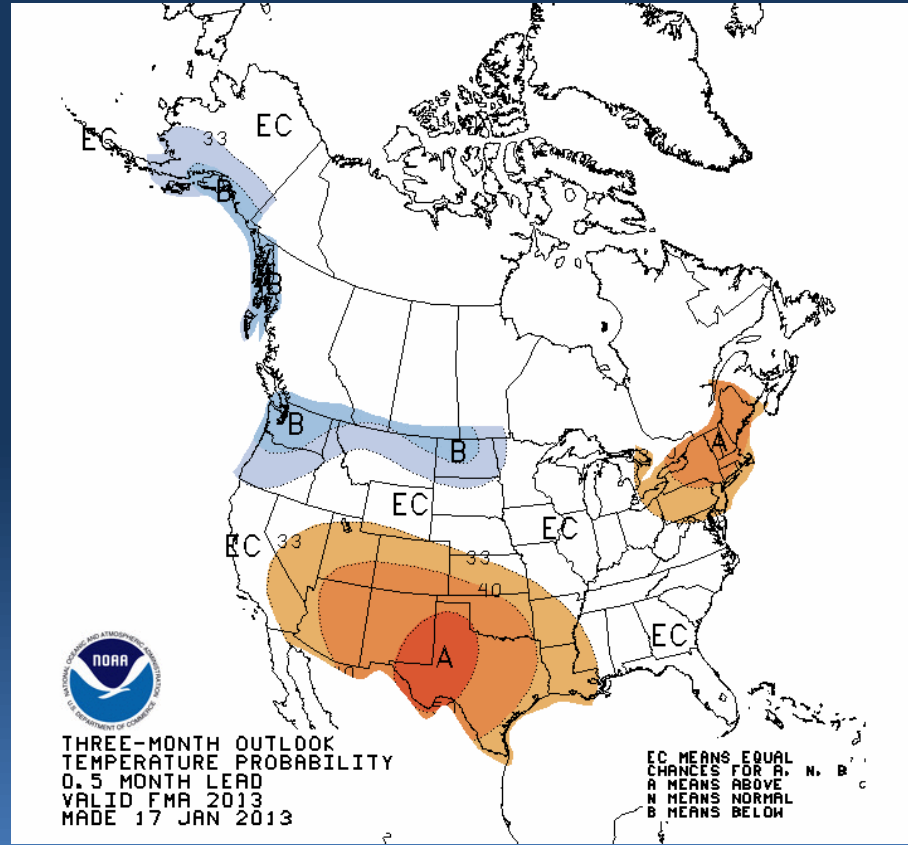 EC
EC
33
B
B
B
B
A
EC
EC
EC
33
33
40
A
EC
NOAA
NATIONAL OCEANIC AND ATMOSPHERIC ADMINISTRATION
U.S. DEPARTMENT OF COMMERCE
THREE-MONTH OUTLOOK
TEMPERATURE PROBABILITY
0.5 MONTH LEAD
VALID FMA 2013
MADE 17 JAN 2013
EC MEANS EQUAL
CHANCES FOR A, N, B
A MEANS ABOVE
N MEANS NORMAL
B MEANS BELOW